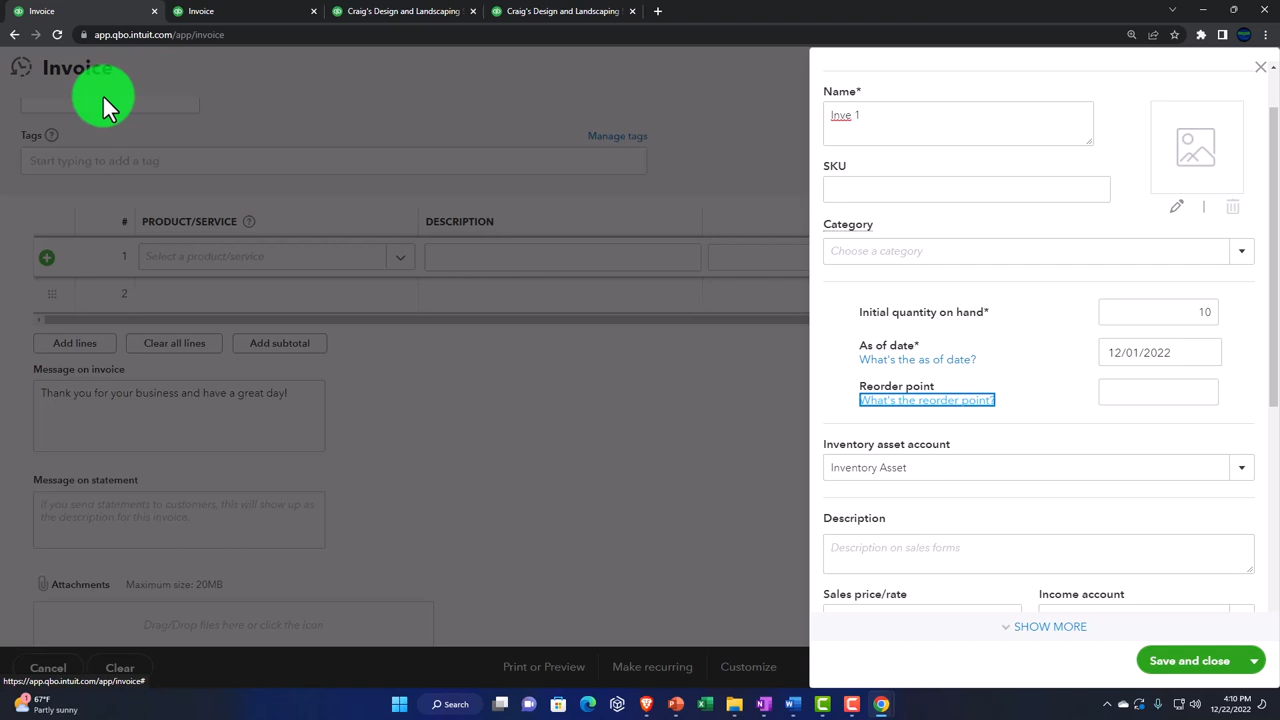 Invoice
Invoice
Craig's Design and Landscaping
Craig's Design and Landscaping
app.qbo.intuit.com/app/invoice
Invoice
Tags
Manage tags
Start typing to add a tag
# PRODUCT/SERVICE DESCRIPTION
1 Select a product/service
2
Add lines Clear all lines Add subtotal
Message on invoice
Thank you for your business and have a great day!
Message on statement
If you send statements to customers, this will show up as
the description for this invoice.
Attachments Maximum size: 20MB
Drag/Drop files here or click the icon
Cancel Clear Print or Preview Make recurring Customize
https://app.qbo.intuit.com/app/invoice#
Name*
Inve 1
SKU
Category
Choose a category
Initial quantity on hand* 10
As of date* 12/01/2022
What's the as of date?
Reorder point
What's the reorder point?
Inventory asset account
Inventory Asset
Description
Description on sales forms
Sales price/rate Income account
SHOW MORE
Save and close
67°F
Partly sunny
Search
4:10 PM
12/22/2022